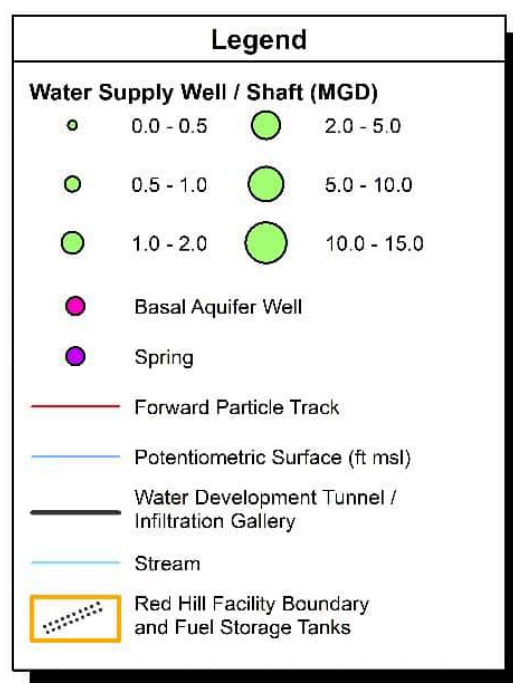 Legend
Water Supply Well / Shaft (MGD)
0.0 - 0.5
2.0 - 5.0
0.5 - 1.0
5.0 - 10.0
1.0 - 2.0
10.0 - 15.0
Basal Aquifer Well
Spring
Forward Particle Track
Potentiometric Surface (ft msl)
Water Development Tunnel /
Infiltration Gallery
Stream
Red Hill Facility Boundary
and Fuel Storage Tanks